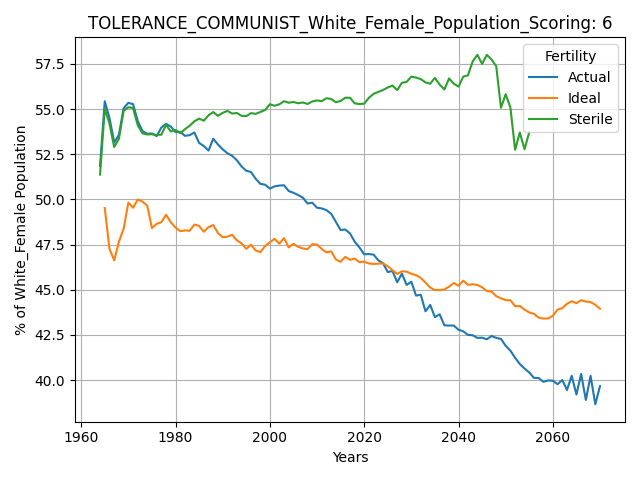 TOLERANCE_COMMUNIST_White_Female_Population_Scoring: 6
% of White_Female Population
57.5
55.0
52.5
50.0
47.5
45.0
42.5
40.0
Fertility
Actual
Ideal
Sterile
1960
1980
2000
2020
2040
2060
Years